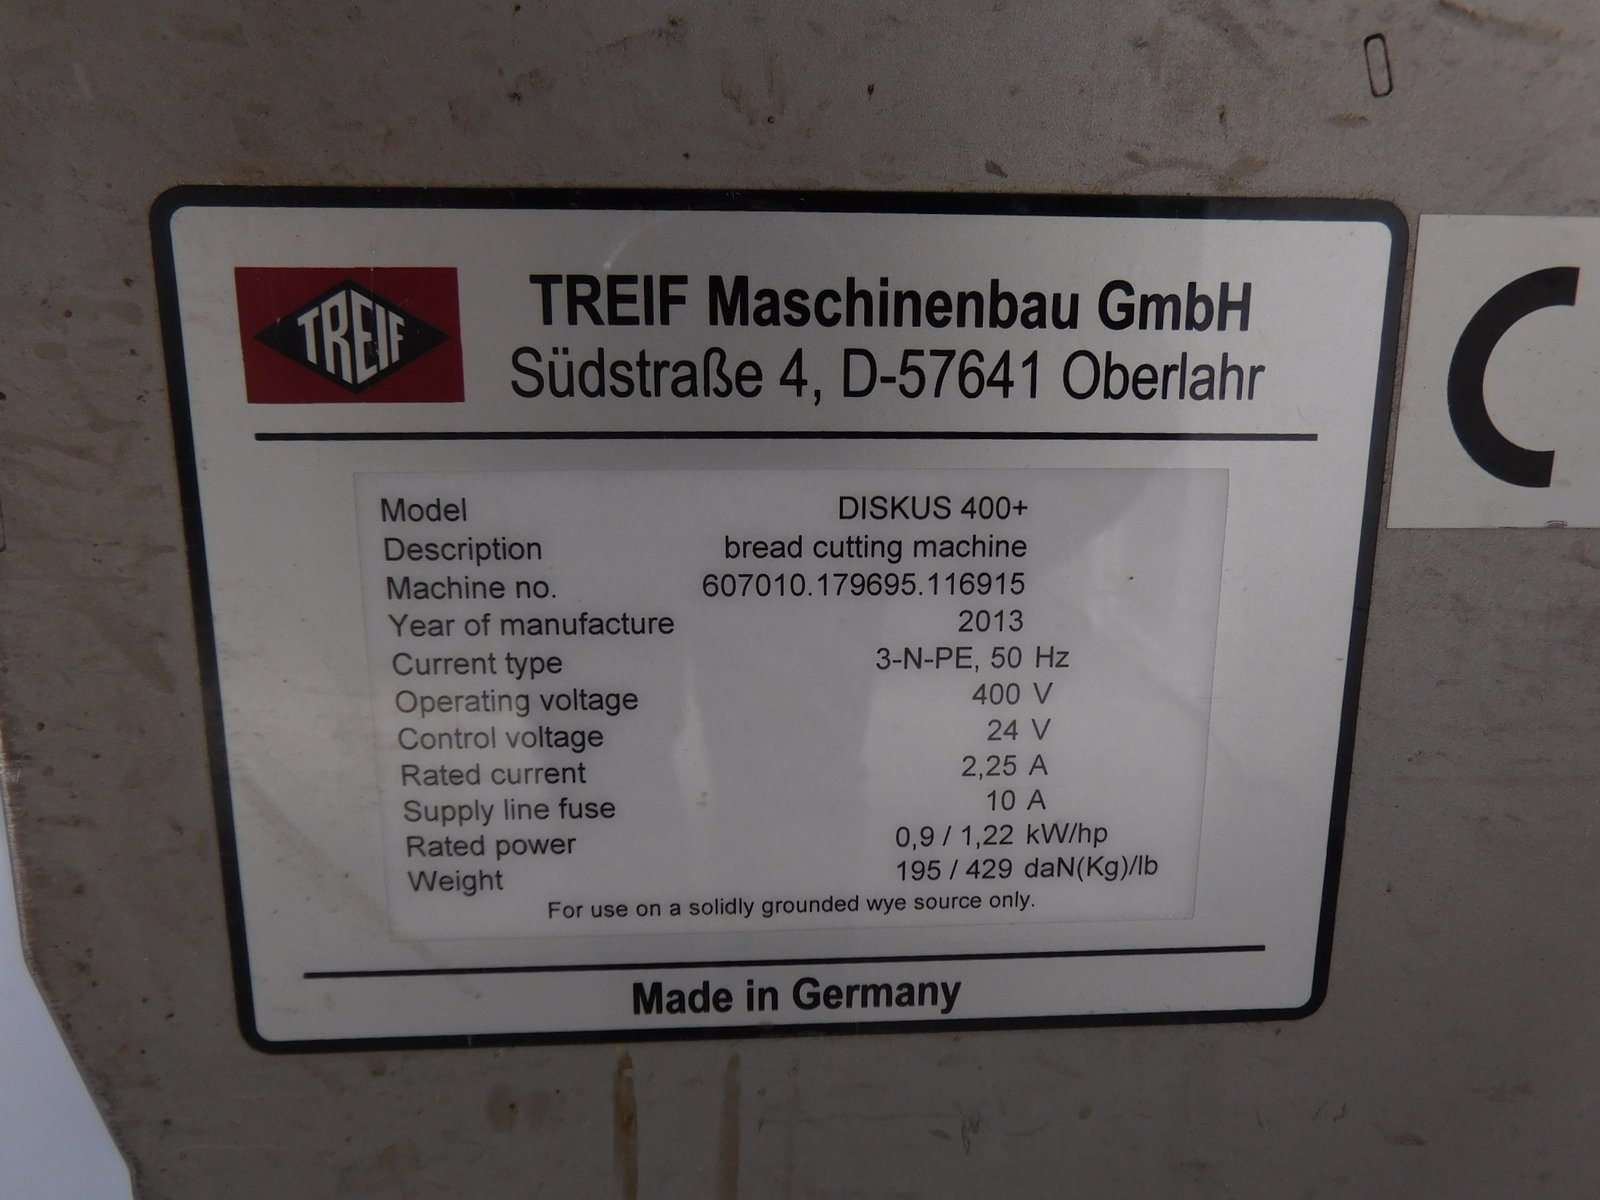 TREIF
TREIF Maschinenbau GmbH
Südstraße 4, D-57641 Oberlahr
Model DISKUS 400+
Description bread cutting machine
Machine no. 607010.179695.116915
Year of manufacture 2013
Current type 3-N-PE, 50 Hz
Operating voltage 400 V
Control voltage 24 V
Rated current 2,25 A
Supply line fuse 10 A
Rated power 0,9 / 1,22 kW/hp
Weight 195 / 429 daN(Kg)/lb
For use on a solidly grounded wye source only.
Made in Germany
C